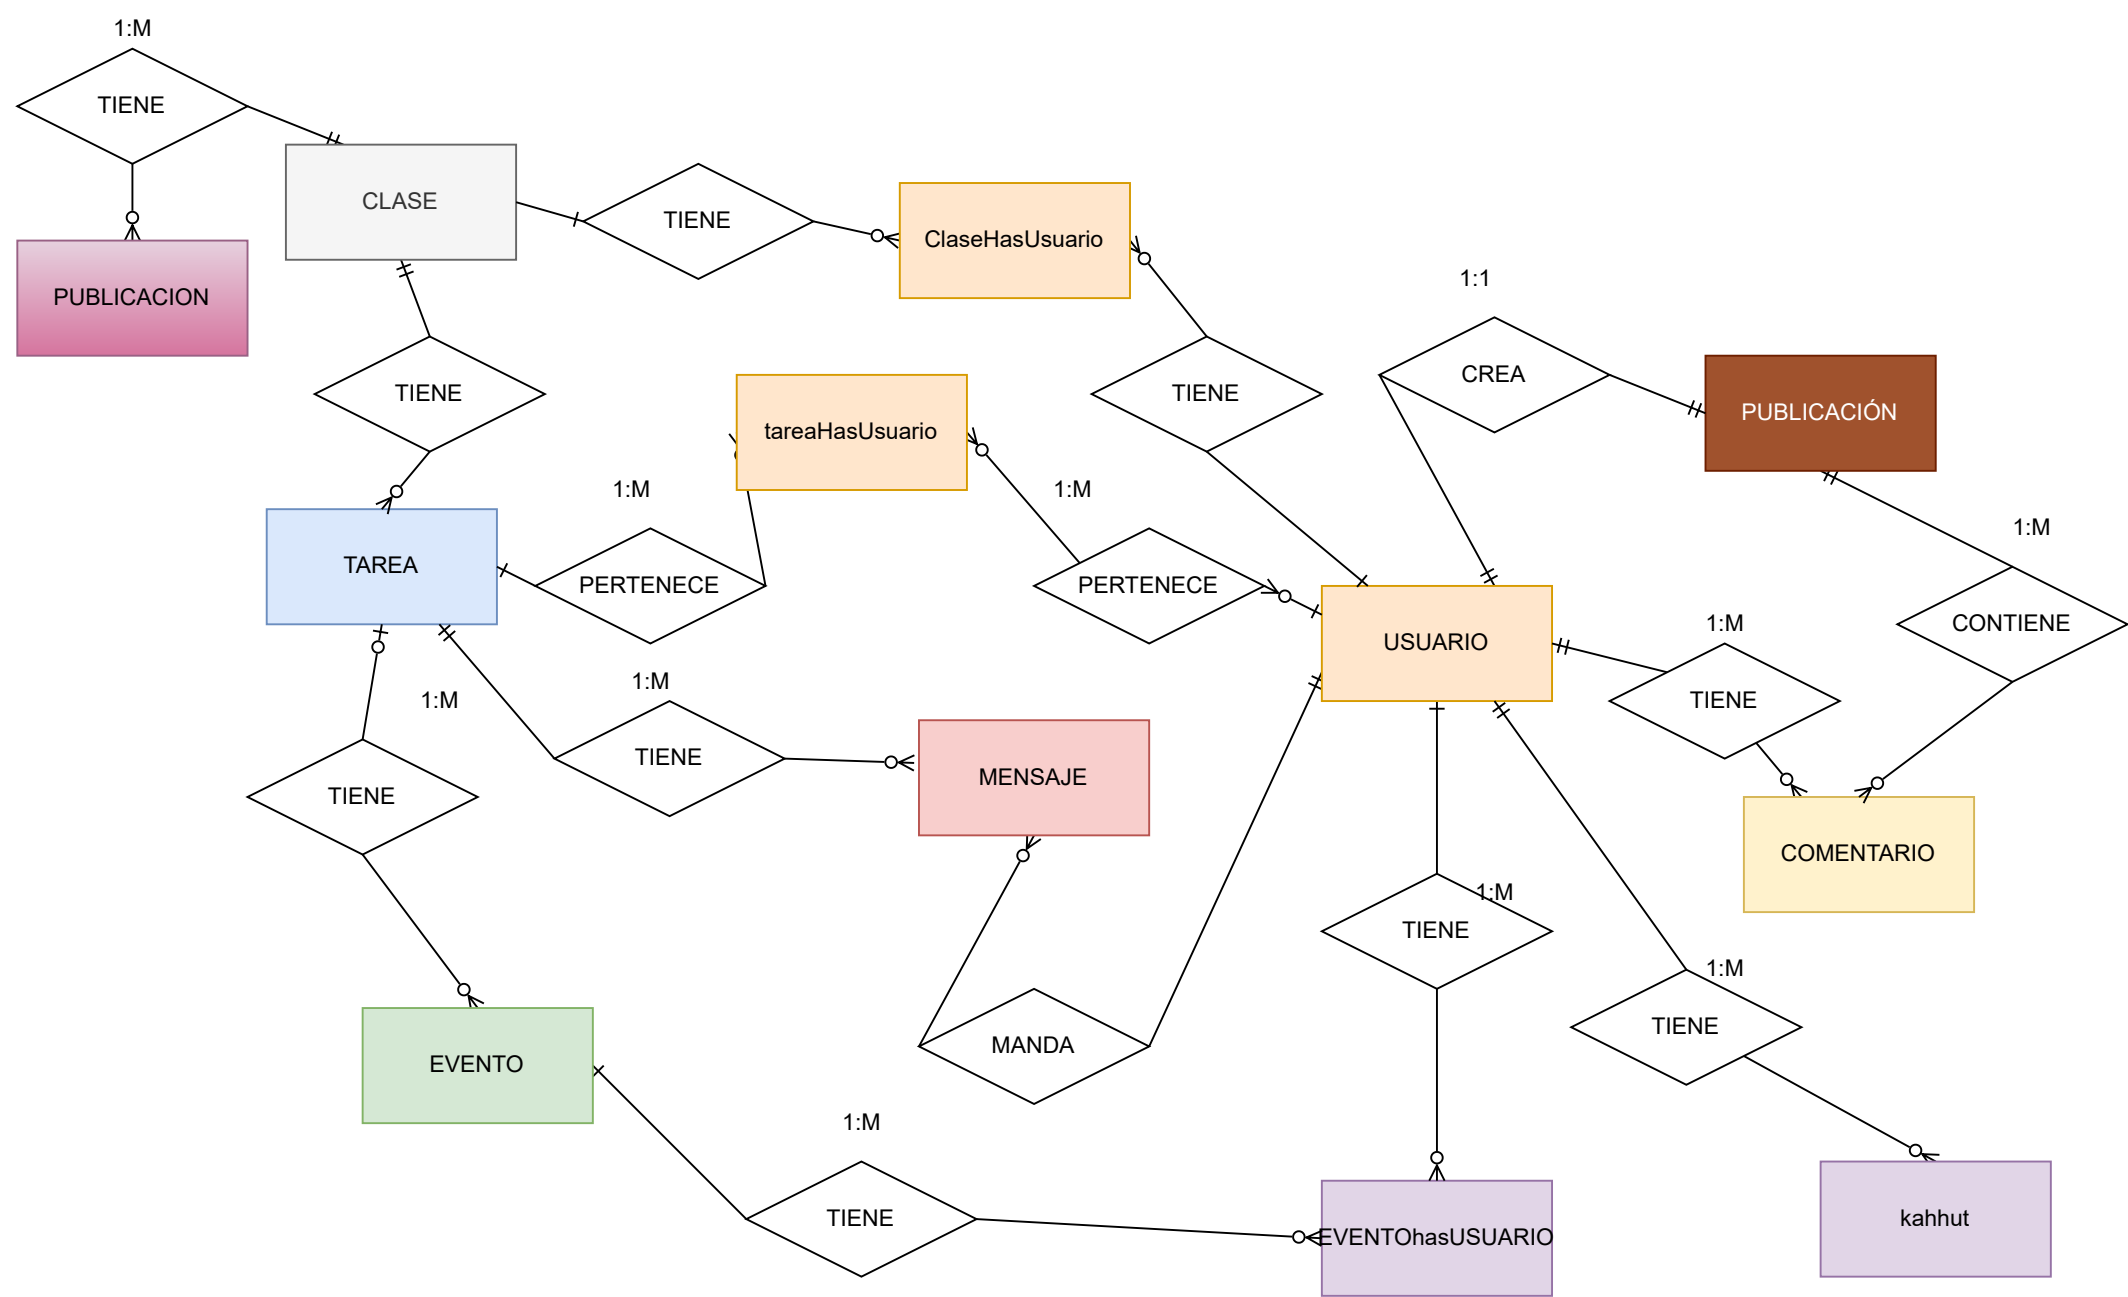 1:M
TIENE
CLASE
TIENE
ClaseHasUsuario
PUBLICACION
1:1
TIENE
TIENE
CREA
PUBLICACIÓN
tareaHasUsuario
1:M
1:M
1:M
TAREA
PERTENECE
PERTENECE
USUARIO
1:M
CONTIENE
1:M
1:M
TIENE
TIENE
MENSAJE
TIENE
COMENTARIO
1:M
TIENE
1:M
EVENTO
MANDA
TIENE
1:M
TIENE
EVENTOhasUSUARIO
kahhut